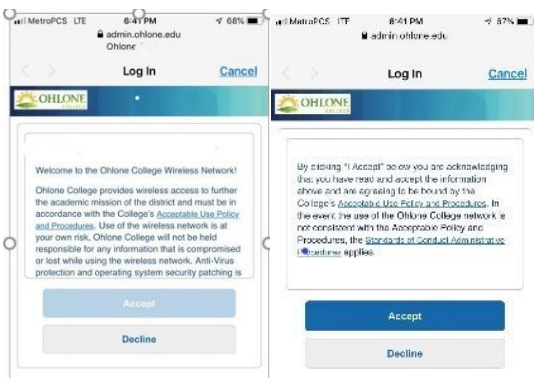 MetroPCS LTE 6:41 PM 68%
admin.ohlone.edu
Ohlone
Log In Cancel
OHLONE
COLLEGE
Welcome to the Ohlone College Wireless Network!
Ohlone College provides wireless access to further
the academic mission of the district and must be in
accordance with the College's Acceptable Use Policy
and Procedures. Use of the wireless network is at
your own risk, Ohlone College will not be held
responsible for any information that is compromised
or lost while using the wireless network. Anti-Virus
protection and operating system security patching is
Accept
Decline
MetroPCS LTE 6:41 PM 67%
admin.ohlone.edu
Log In Cancel
OHLONE
COLLEGE
By clicking "I Accept" below you are acknowledging
that you have read and accept the information
above and are agreeing to be bound by the
College's Acceptable Use Policy and Procedures. In
the event the use of the Ohlone College network is
not consistent with the Acceptable Policy and
Procedures, the Standards of Conduct Administrative
Procedures applies.
Accept
Decline